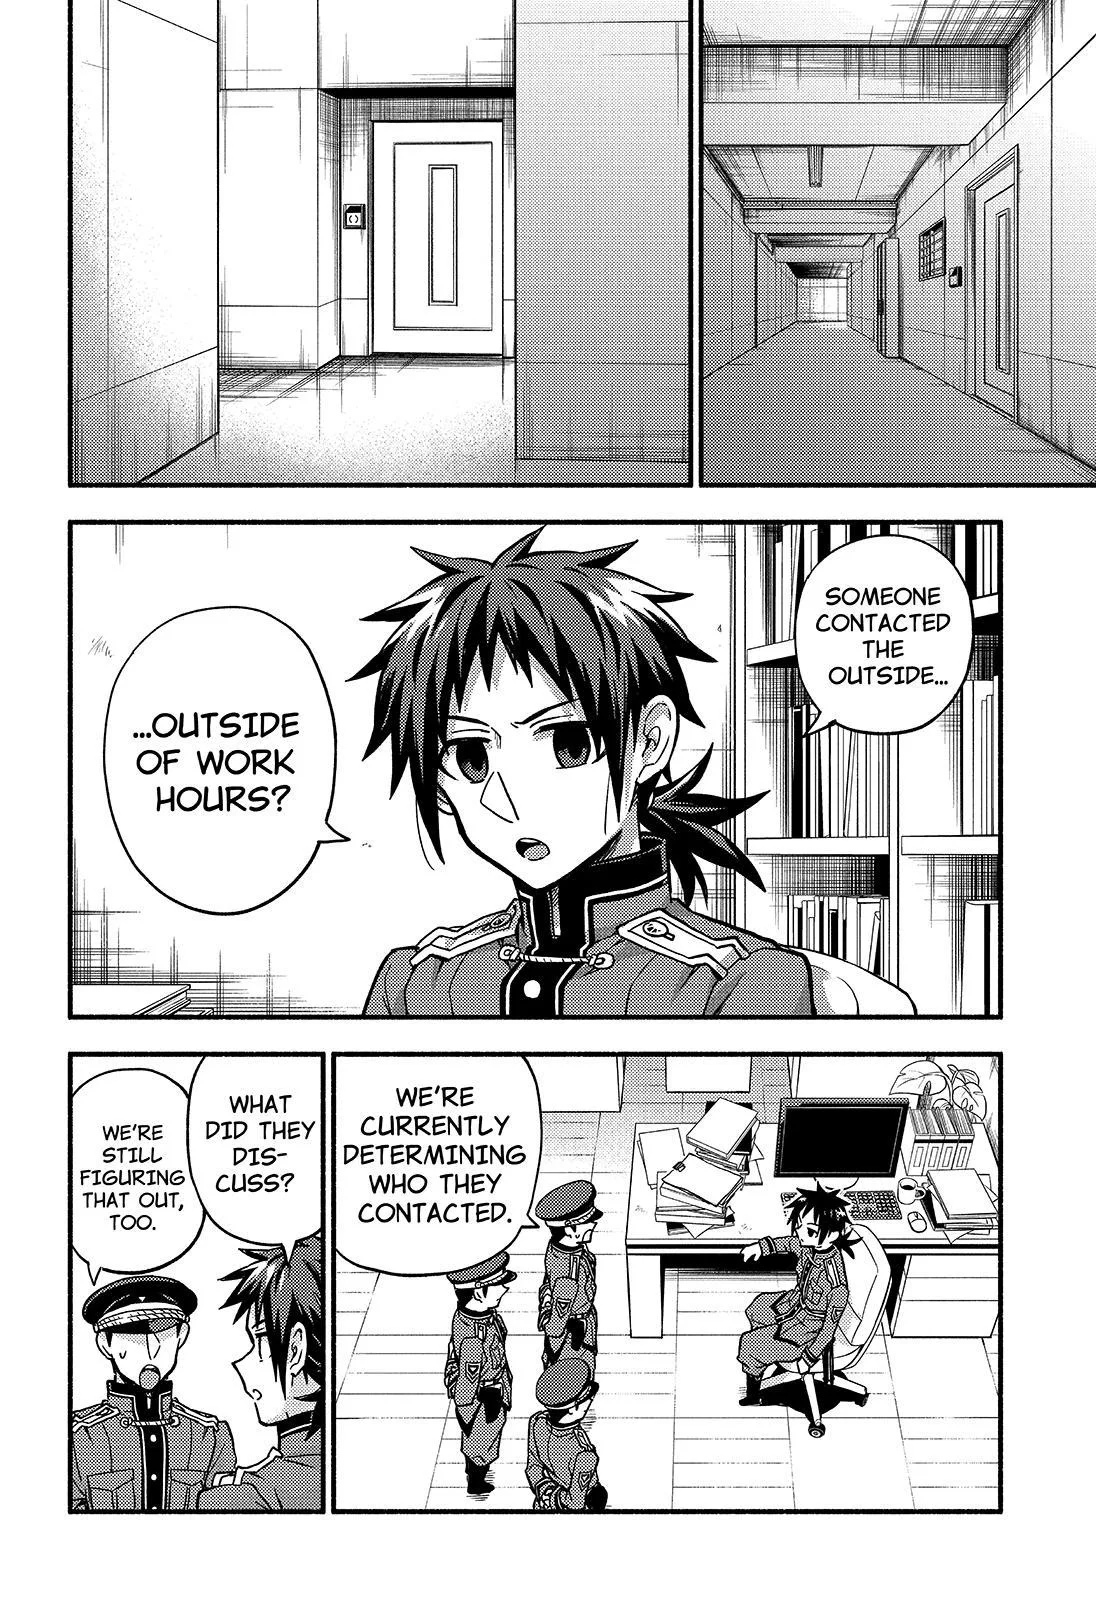 SOMEONE
CONTACTED
THE
OUTSIDE...
...OUTSIDE
OF WORK
HOURS?
WE'RE
CURRENTLY
DETERMINING
WHO THEY
CONTACTED.
WHAT
DID THEY
DIS-
CUSS?
WE'RE
STILL
FIGURING
THAT OUT,
TOO.